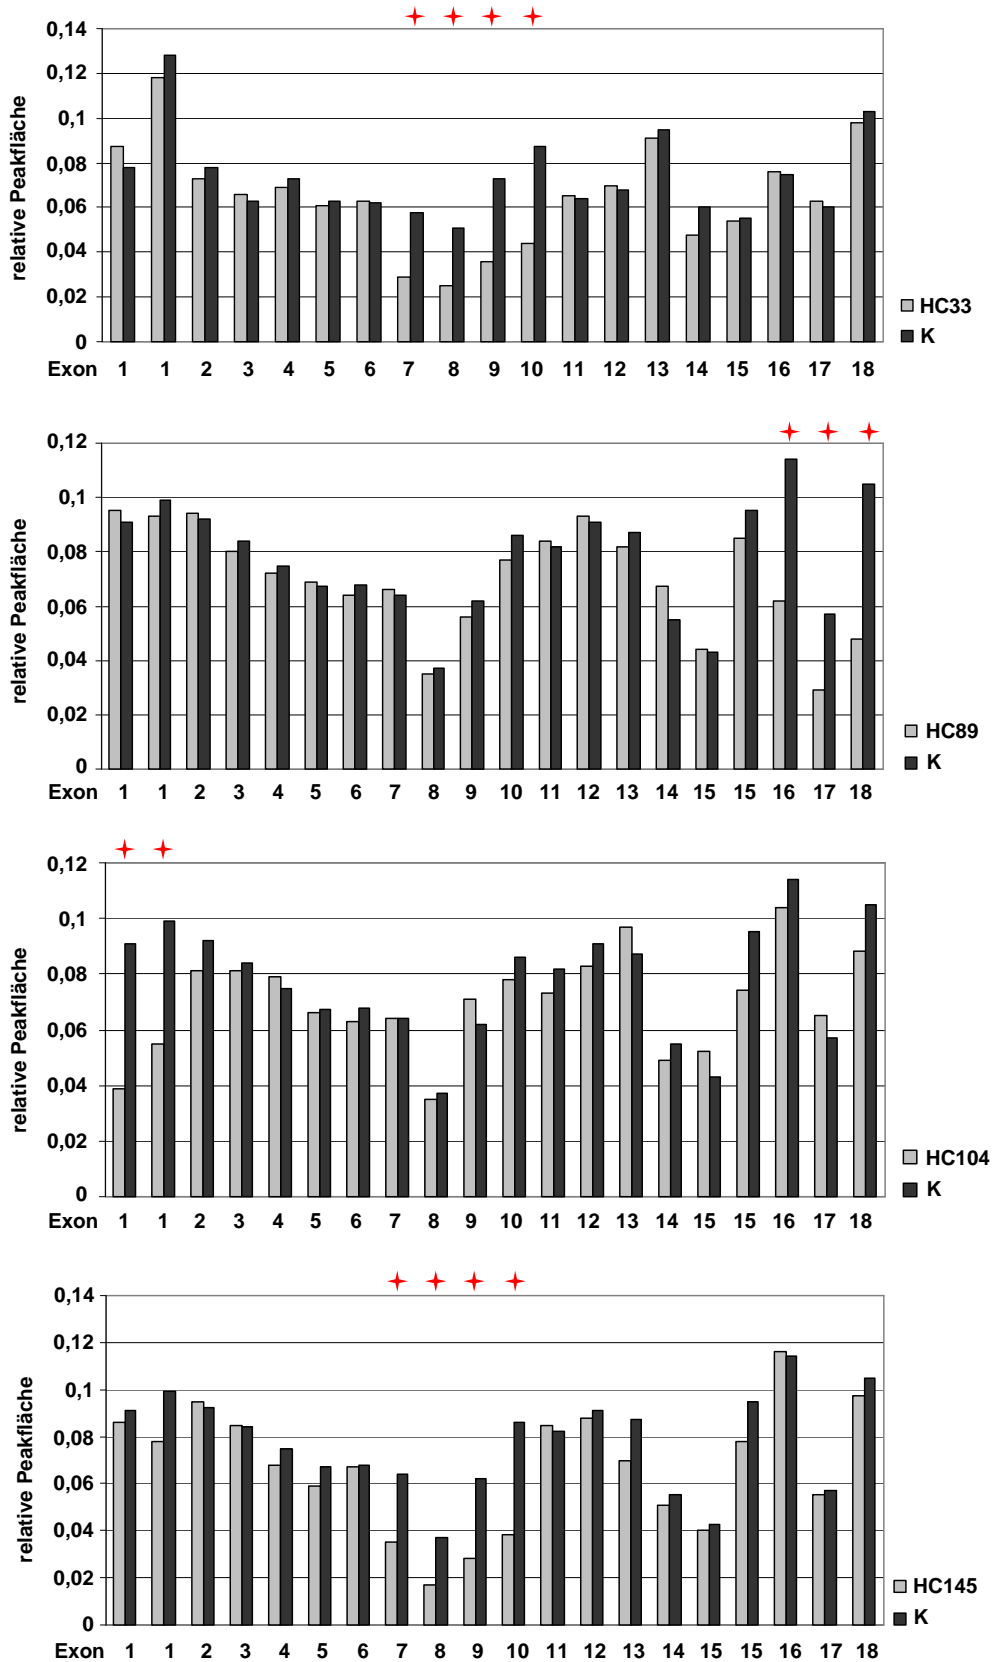 0,14
0,12
0,1
0,08
0,06
0,04
0,02
0
relative Peakfläche
Exon 1 1 2 3 4 5 6 7 8 9 10 11 12 13 14 15 16 17 18
HC33
K
0,12
0,1
0,08
0,06
0,04
0,02
0
relative Peakfläche
Exon 1 1 2 3 4 5 6 7 8 9 10 11 12 13 14 15 15 16 17 18
HC89
K
0,12
0,1
0,08
0,06
0,04
0,02
0
relative Peakfläche
Exon 1 1 2 3 4 5 6 7 8 9 10 11 12 13 14 15 15 16 17 18
HC104
K
0,14
0,12
0,1
0,08
0,06
0,04
0,02
0
relative Peakfläche
Exon 1 1 2 3 4 5 6 7 8 9 10 11 12 13 14 15 15 16 17 18
HC145
K